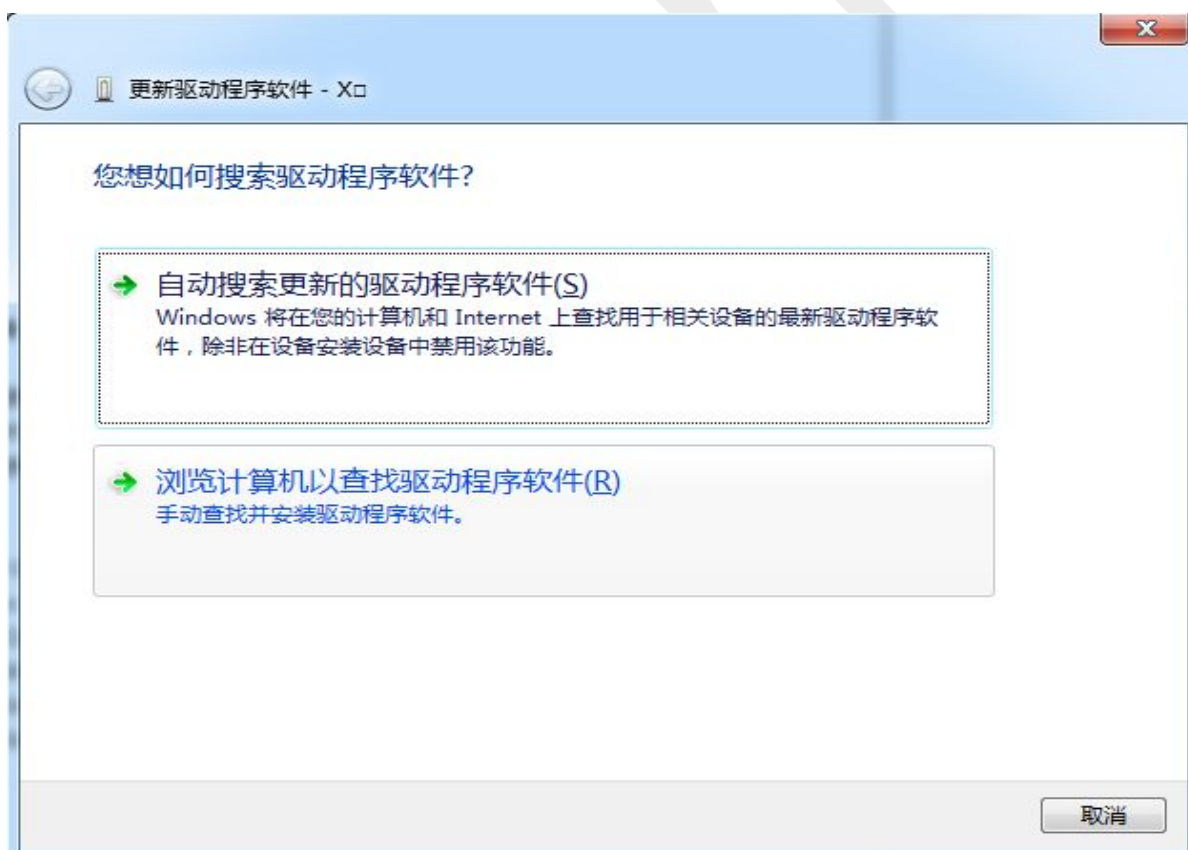 更新驱动程序软件 - X□
您想如何搜索驱动程序软件?
自动搜索更新的驱动程序软件(S)
Windows 将在您的计算机和 Internet 上查找用于相关设备的最新驱动程序软
件，除非在设备安装设备中禁用该功能。
浏览计算机以查找驱动程序软件(R)
手动查找并安装驱动程序软件。
取消